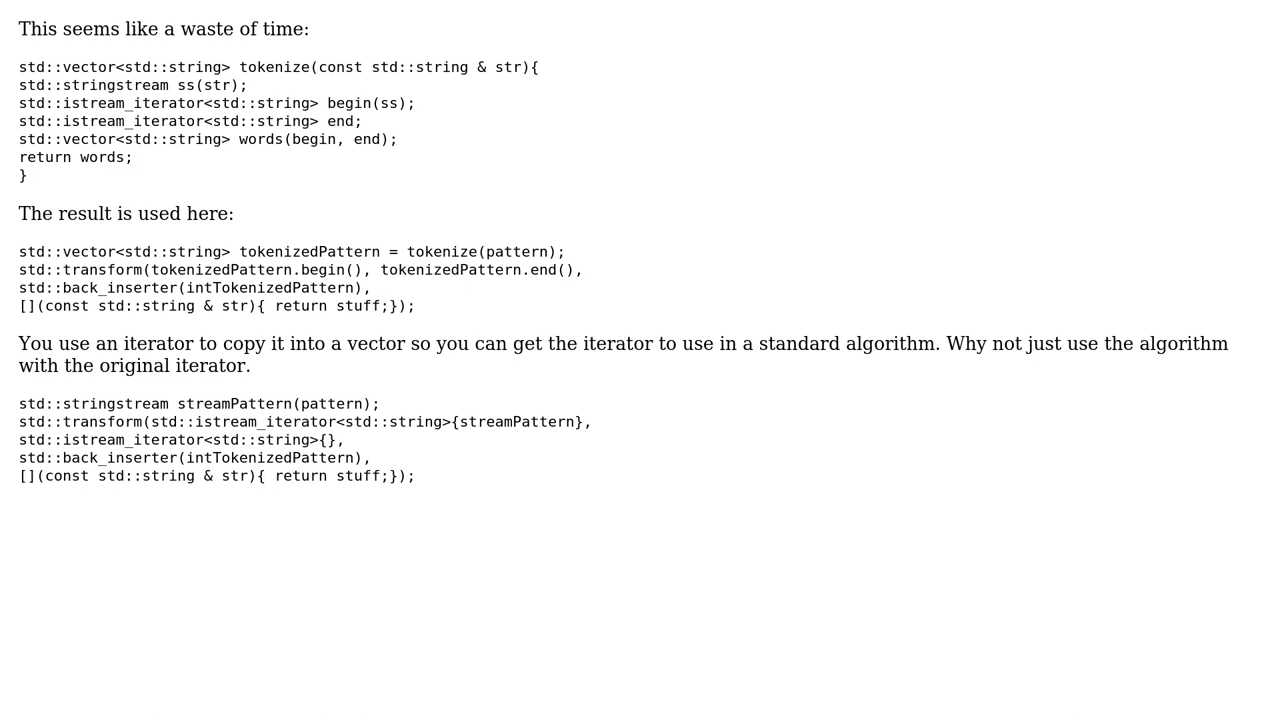 This seems like a waste of time:
std::vector<std::string> tokenize(const std::string & str){
std::stringstream ss(str);
std::istream_iterator<std::string> begin(ss);
std::istream_iterator<std::string> end;
std::vector<std::string> words(begin, end);
return words;
}
The result is used here:
std::vector<std::string> tokenizedPattern = tokenize(pattern);
std::transform(tokenizedPattern.begin(), tokenizedPattern.end(),
std::back_inserter(intTokenizedPattern),
[](const std::string & str){ return stuff;});
You use an iterator to copy it into a vector so you can get the iterator to use in a standard algorithm. Why not just use the algorithm
with the original iterator.
std::stringstream streamPattern(pattern);
std::transform(std::istream_iterator<std::string>{streamPattern},
std::istream_iterator<std::string>{},
std::back_inserter(intTokenizedPattern),
[](const std::string & str){ return stuff;});